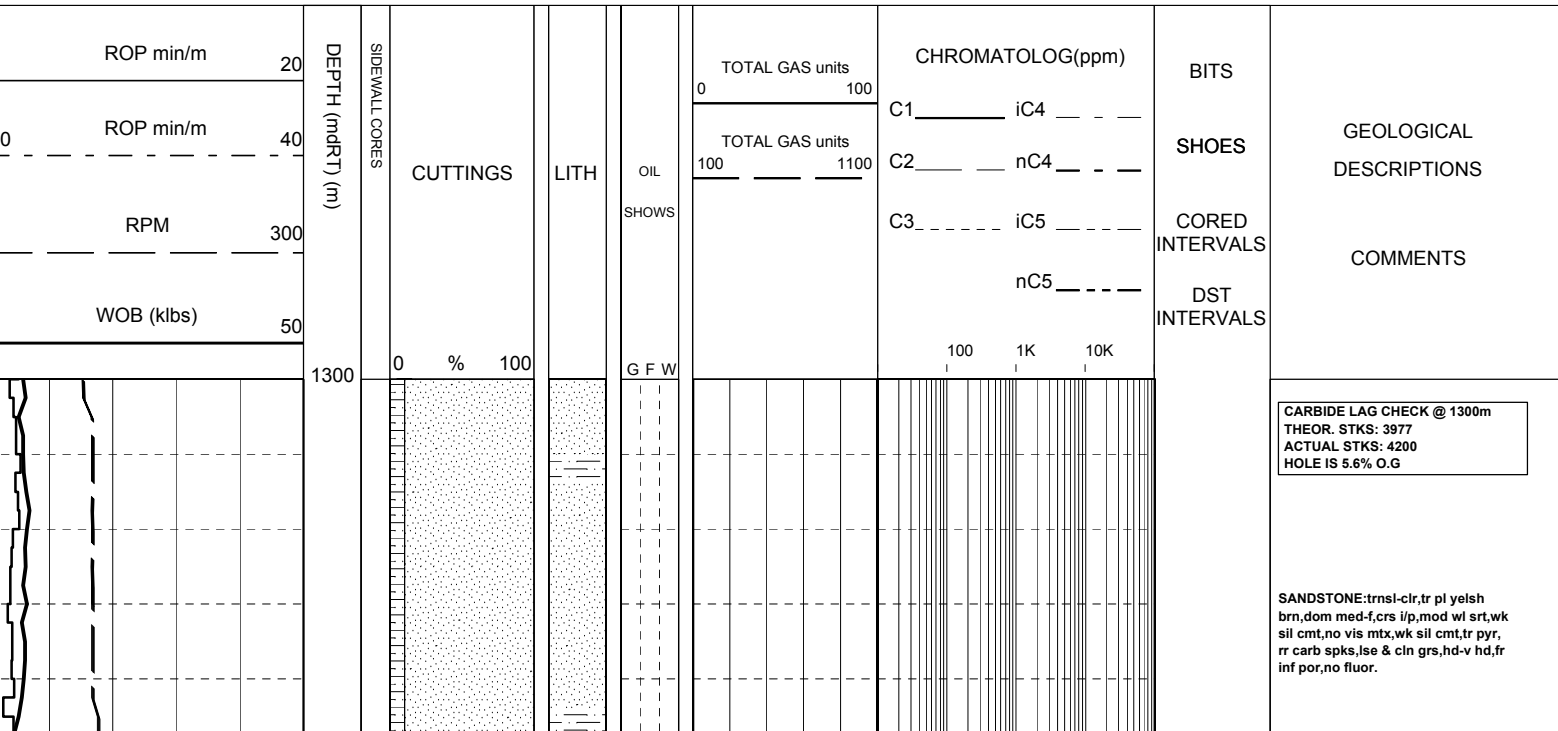 ROP min/m
20
ROP min/m
0
40
RPM
300
WOB (klbs)
50
DEPTH (mdRT) (m)
1300
SIDEWALL CORES
CUTTINGS
0 % 100
LITH
OIL
SHOWS
G F W
TOTAL GAS units
0 100
TOTAL GAS units
100 1100
CHROMATOLOG(ppm)
C1 iC4
C2 nC4
C3 iC5
nC5
100 1K 10K
BITS
SHOES
CORED
INTERVALS
DST
INTERVALS
GEOLOGICAL
DESCRIPTIONS
COMMENTS
CARBIDE LAG CHECK @ 1300m
THEOR. STKS: 3977
ACTUAL STKS: 4200
HOLE IS 5.6% O.G
SANDSTONE:trnsl-clr,tr pl yelsh
brn,dom med-f,crs i/p,mod wl srt,wk
sil cmt,no vis mtx,wk sil cmt,tr pyr,
rr carb spks,lse & cln grs,hd-v hd,fr
inf por,no fluor.